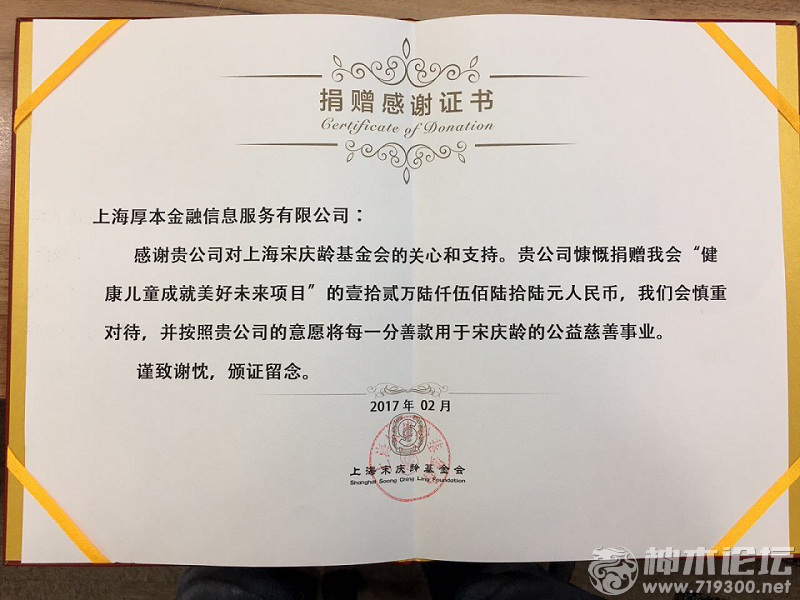 捐赠感谢证书
Certificate of Donation
上海厚本金融信息服务有限公司：
感谢贵公司对上海宋庆龄基金会的关心和支持。贵公司慷慨捐赠我会“健
康儿童成就美好未来项目”的壹拾贰万陆仟伍佰陆拾陆元人民币，我们会慎重
对待，并按照贵公司的意愿将每一分善款用于宋庆龄的公益慈善事业。
谨致谢忱，颁证留念。
2017 年 02 月
上海宋庆龄基金会
Shanghai Soong Ching Ling Foundation
神木论坛
www.719300.net